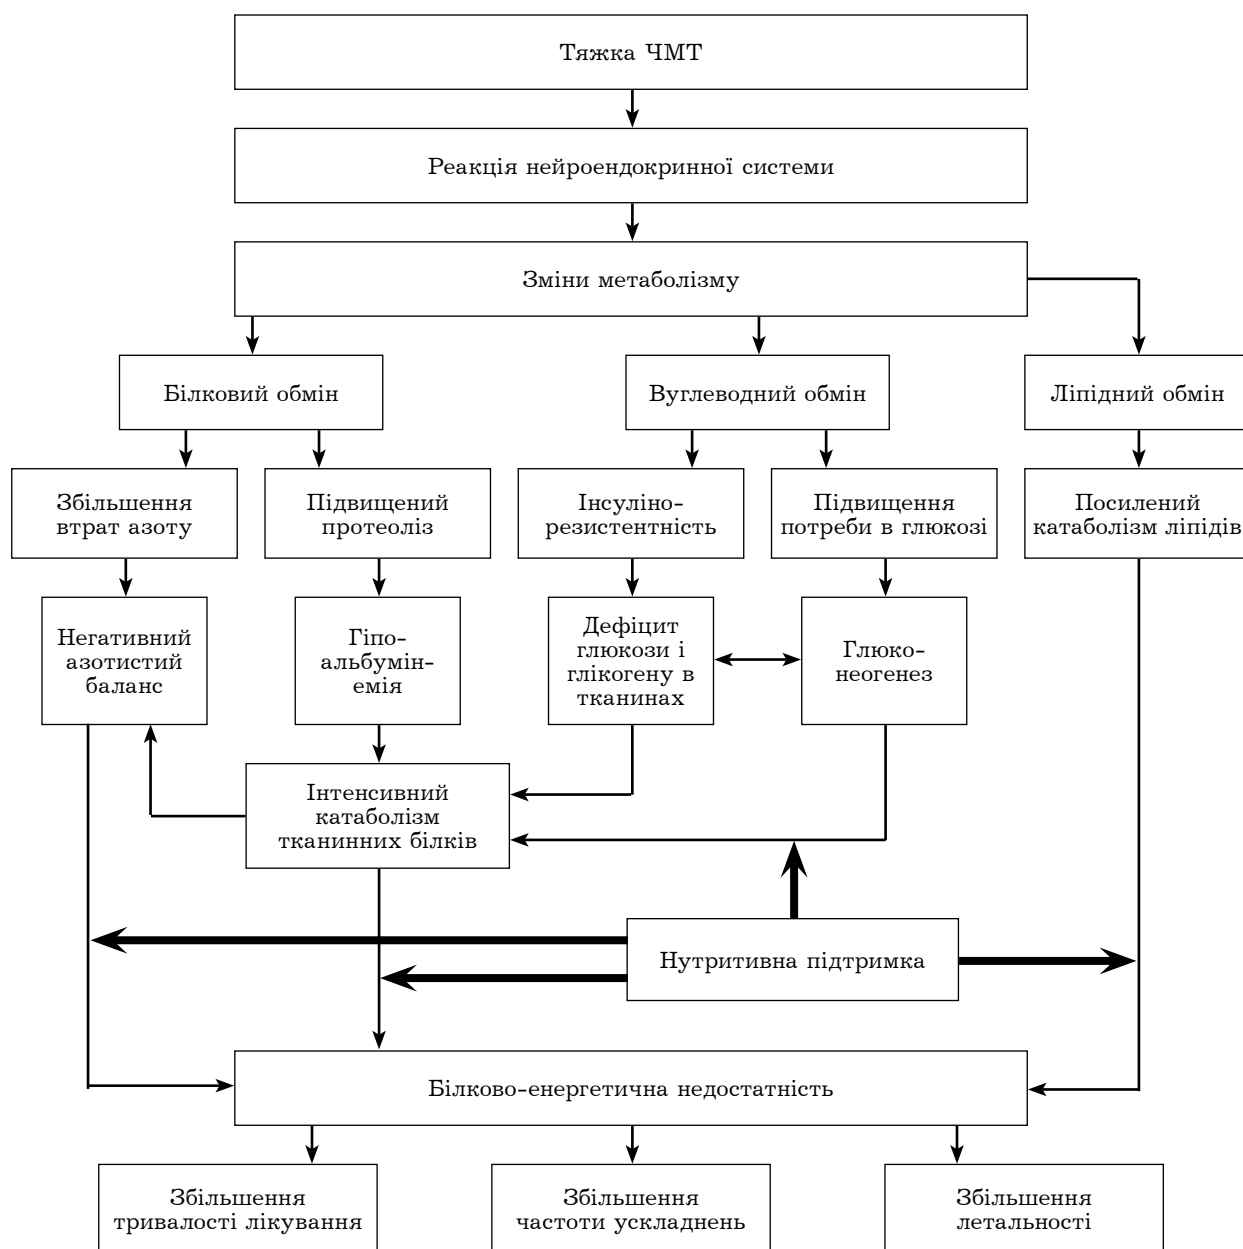 Тяжка ЧМТ
Реакція нейроендокринної системи
Зміни метаболізму
Білковий обмін
Вуглеводний обмін
Ліпідний обмін
Збільшення
втрат азоту
Підвищений
протеоліз
Інсуліно-
резистентність
Підвищення
потреби в глюкозі
Посилений
катаболізм ліпідів
Негативний
азотистий
баланс
Гіпо-
альбумін-
емія
Дефіцит
глюкози і
глікогену в
тканинах
Глюко-
неогенез
Інтенсивний
катаболізм
тканинних білків
Нутритивна підтримка
Білково-енергетична недостатність
Збільшення
тривалості лікування
Збільшення
частоти ускладнень
Збільшення
летальності